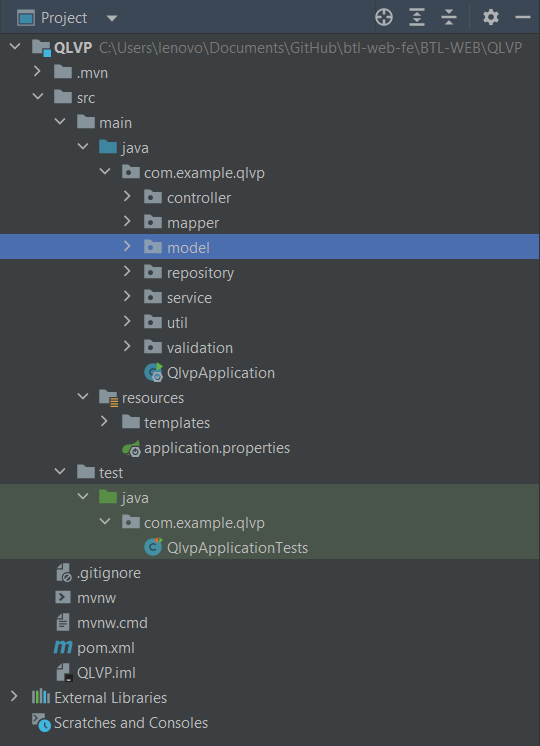 Project
QLVP C:\Users\lenovo\Documents\GitHub\btl-web-fe\BTL-WEB\QLVP
.mvn
src
main
java
com.example.qlvp
controller
mapper
model
repository
service
util
validation
QlvpApplication
resources
templates
application.properties
test
java
com.example.qlvp
QlvpApplicationTests
.gitignore
mvnw
mvnw.cmd
pom.xml
QLVP.iml
External Libraries
Scratches and Consoles